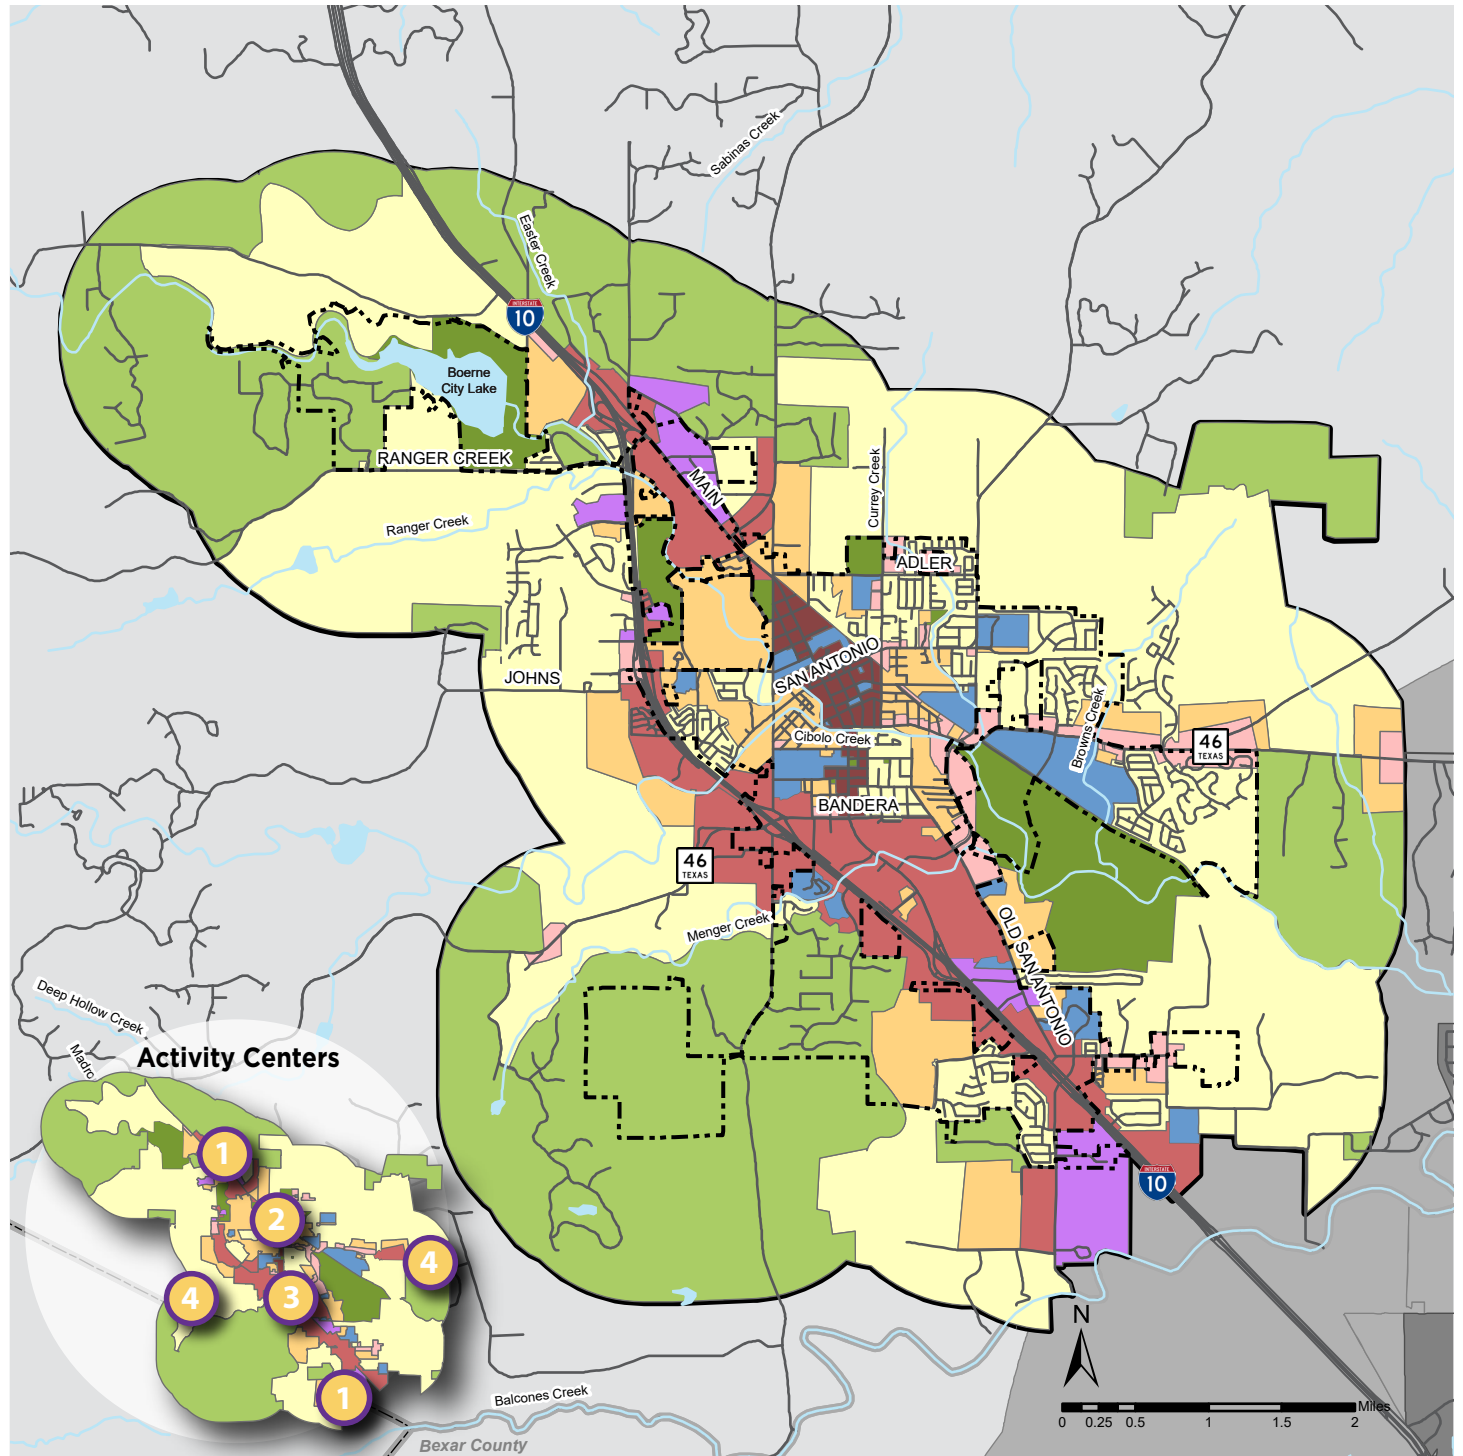 Sabinas Creek
Easter Creek
INTERSTATE
10
Boerne
City Lake
RANGER CREEK
MAIN
Currey Creek
Ranger Creek
ADLER
JOHNS
SAN ANTONIO
Browns Creek
Cibolo Creek
46
TEXAS
BANDERA
46
TEXAS
Menger Creek
OLD SAN ANTONIO
Deep Hollow Creek
Madro
Activity Centers
1
2
4
4
3
1
INTERSTATE
10
N
Miles
0 0.25 0.5 1 1.5 2
Balcones Creek
Bexar County